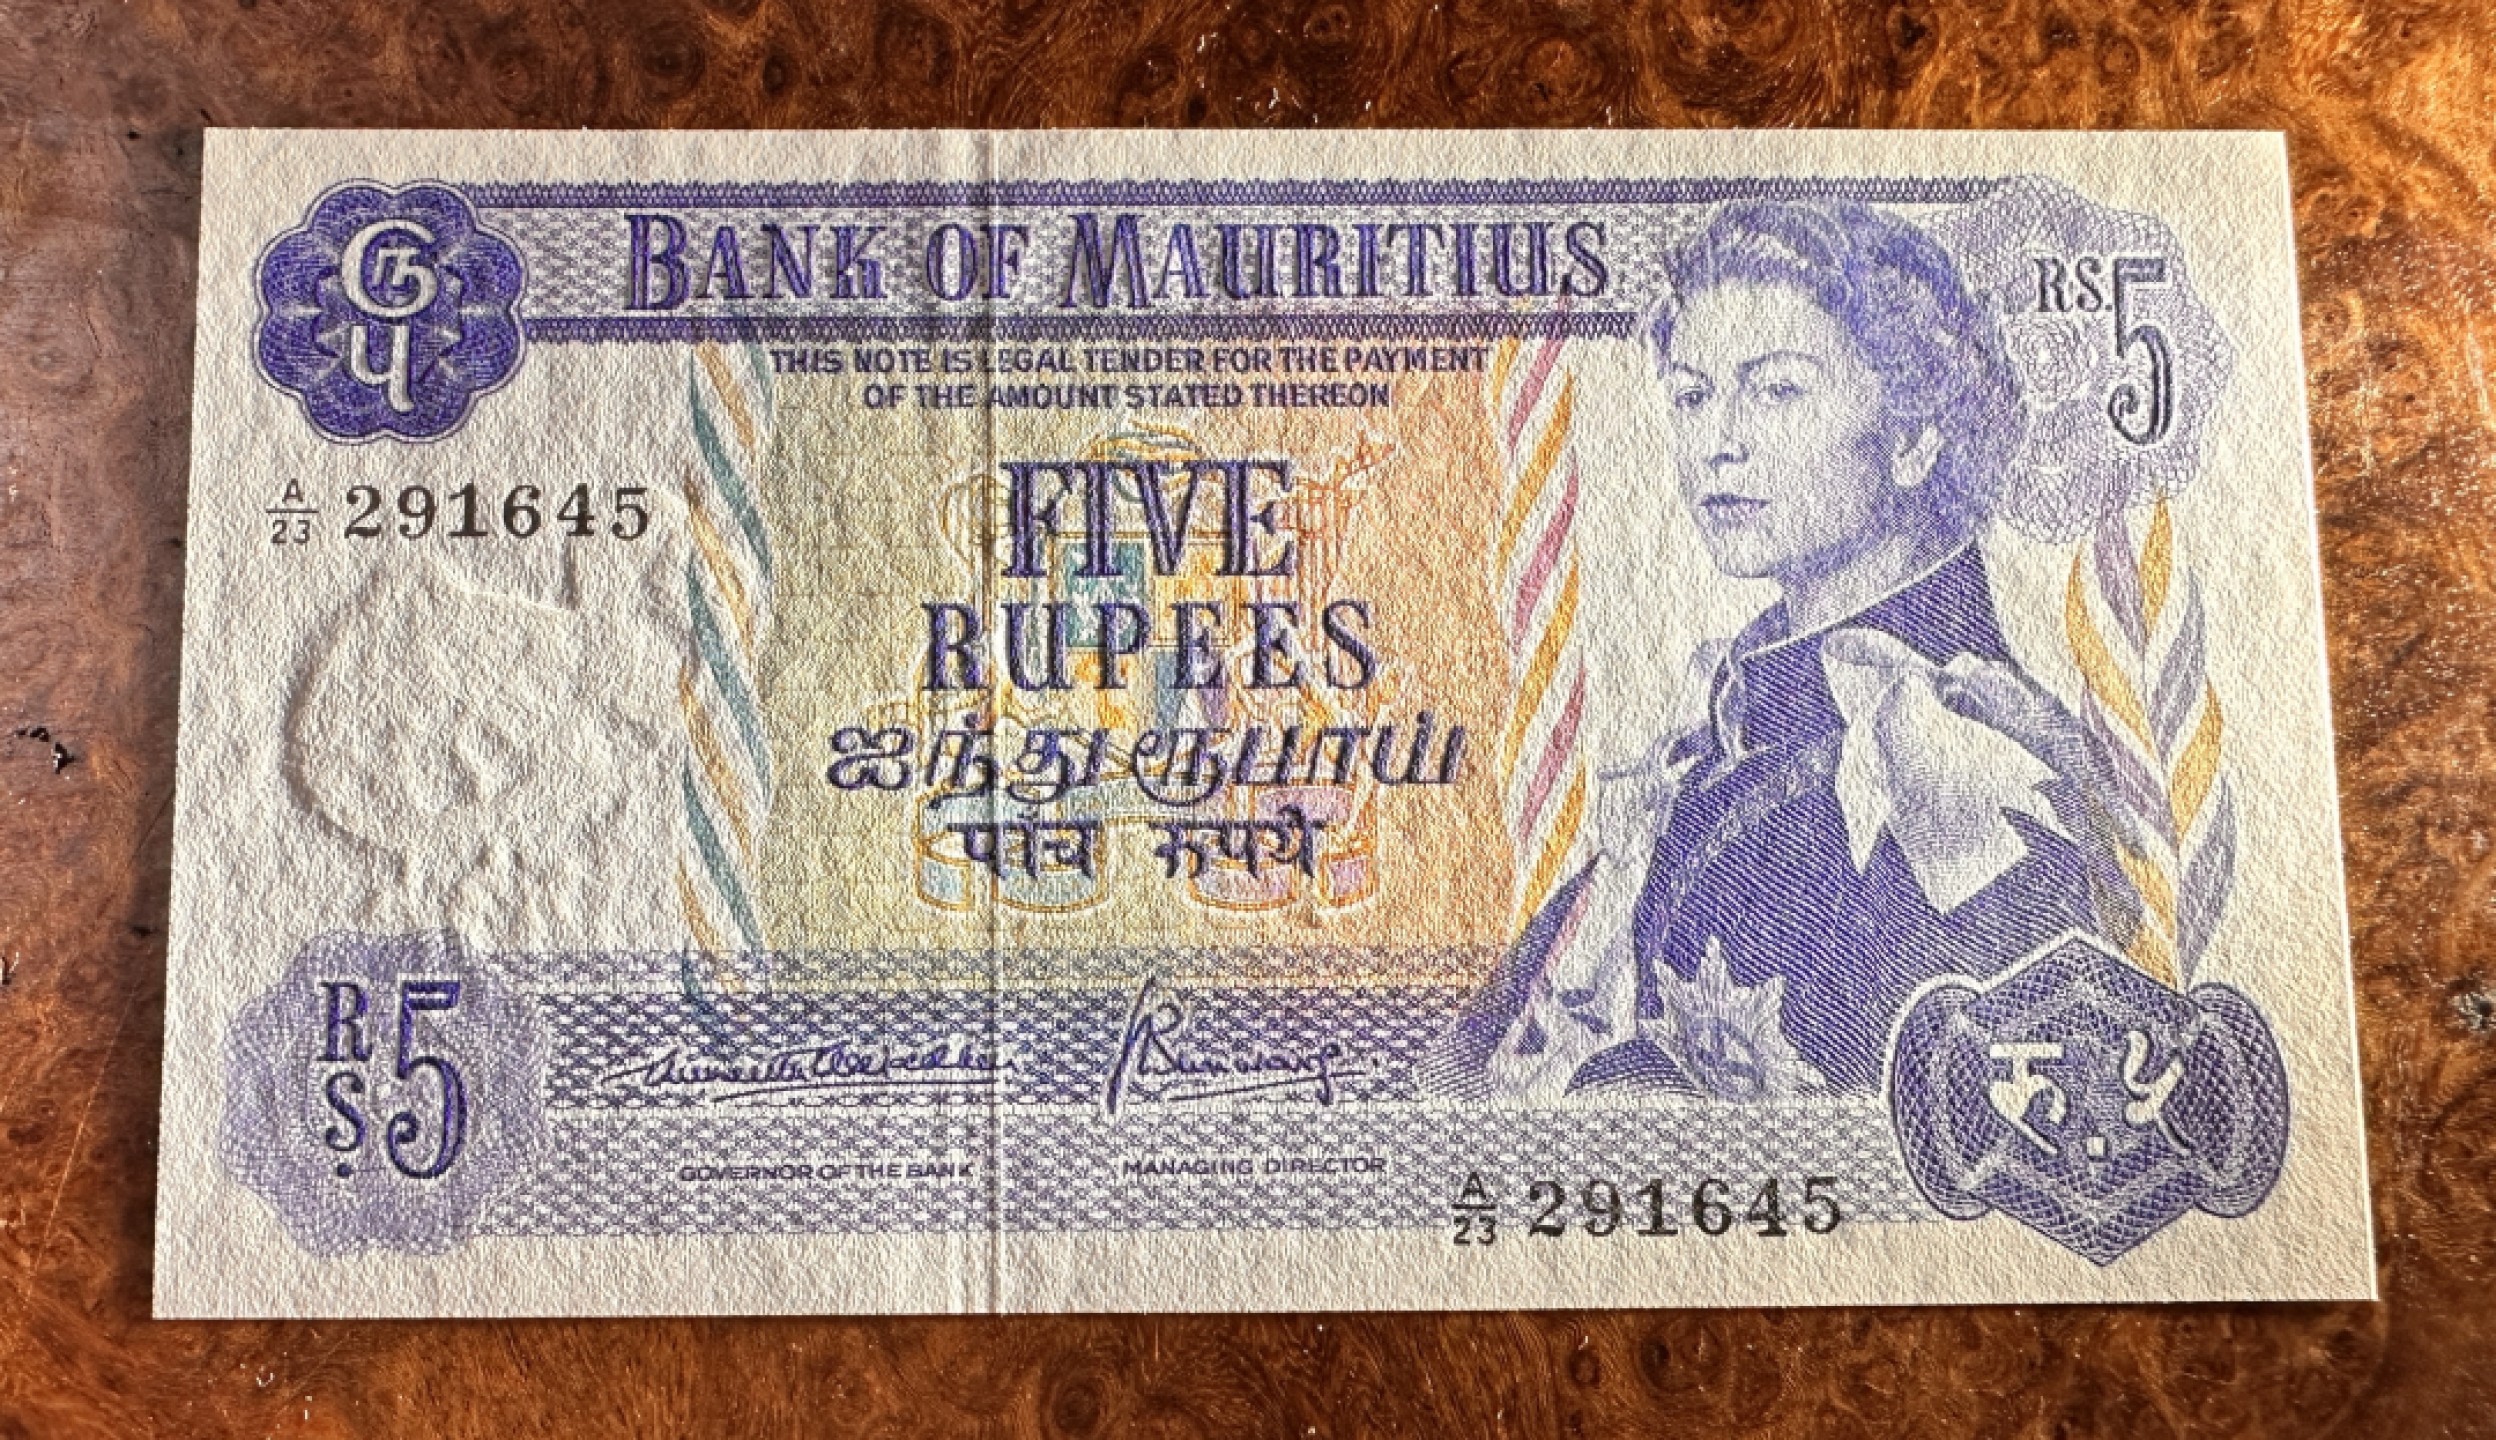 BANK OF MAURITIUS
RS.5
THIS NOTE IS LEGAL TENDER FOR THE PAYMENT
OF THE AMOUNT STATED THEREON
A/23 291645
FIVE
RUPEES
ஐந்து ரூபாய்
पांच रूपये
RS 5
GOVERNOR OF THE BANK
MANAGING DIRECTOR
A/23 291645
रु. ५